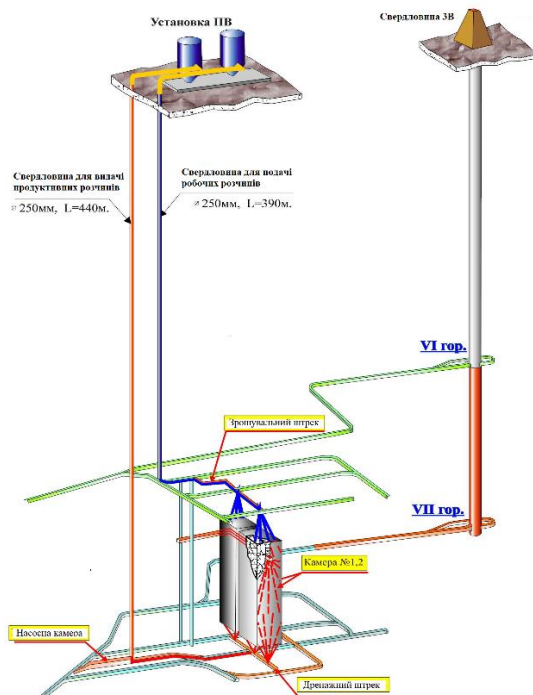 Установка ПВ
Свердловина 3В
Свердловина для видачі
продуктивних розчинів
⌀ 250мм, L=440м.
Свердловина для подачі
робочих розчинів
⌀ 250мм, L=390м.
VI гор.
Зрошувальний штрек
VII гор.
Камера №1,2
Насосна камера
Дренажний штрек